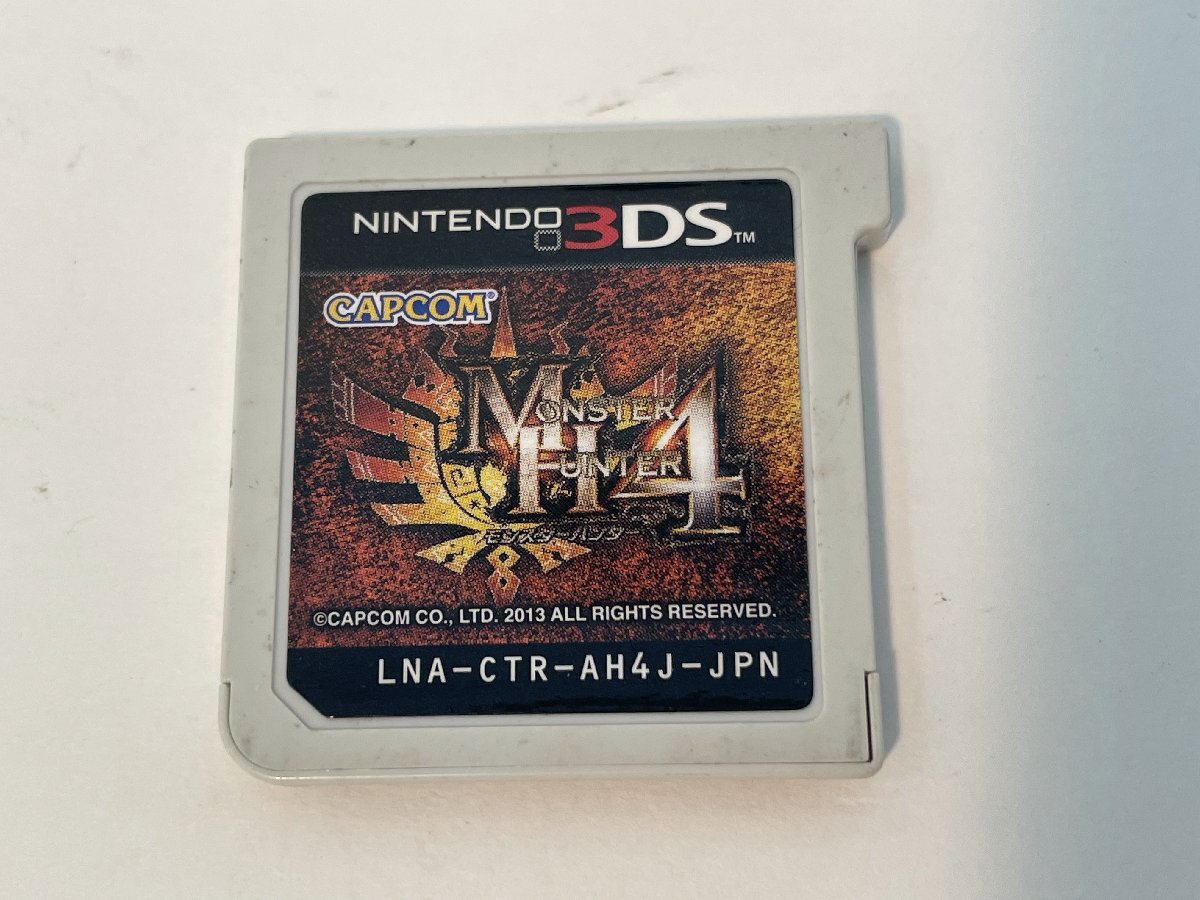 NINTENDO 3DS™
CAPCOM®
MONSTER
HUNTER 4
モンスターハンター
©CAPCOM CO., LTD. 2013 ALL RIGHTS RESERVED.
LNA-CTR-AH4J-JPN